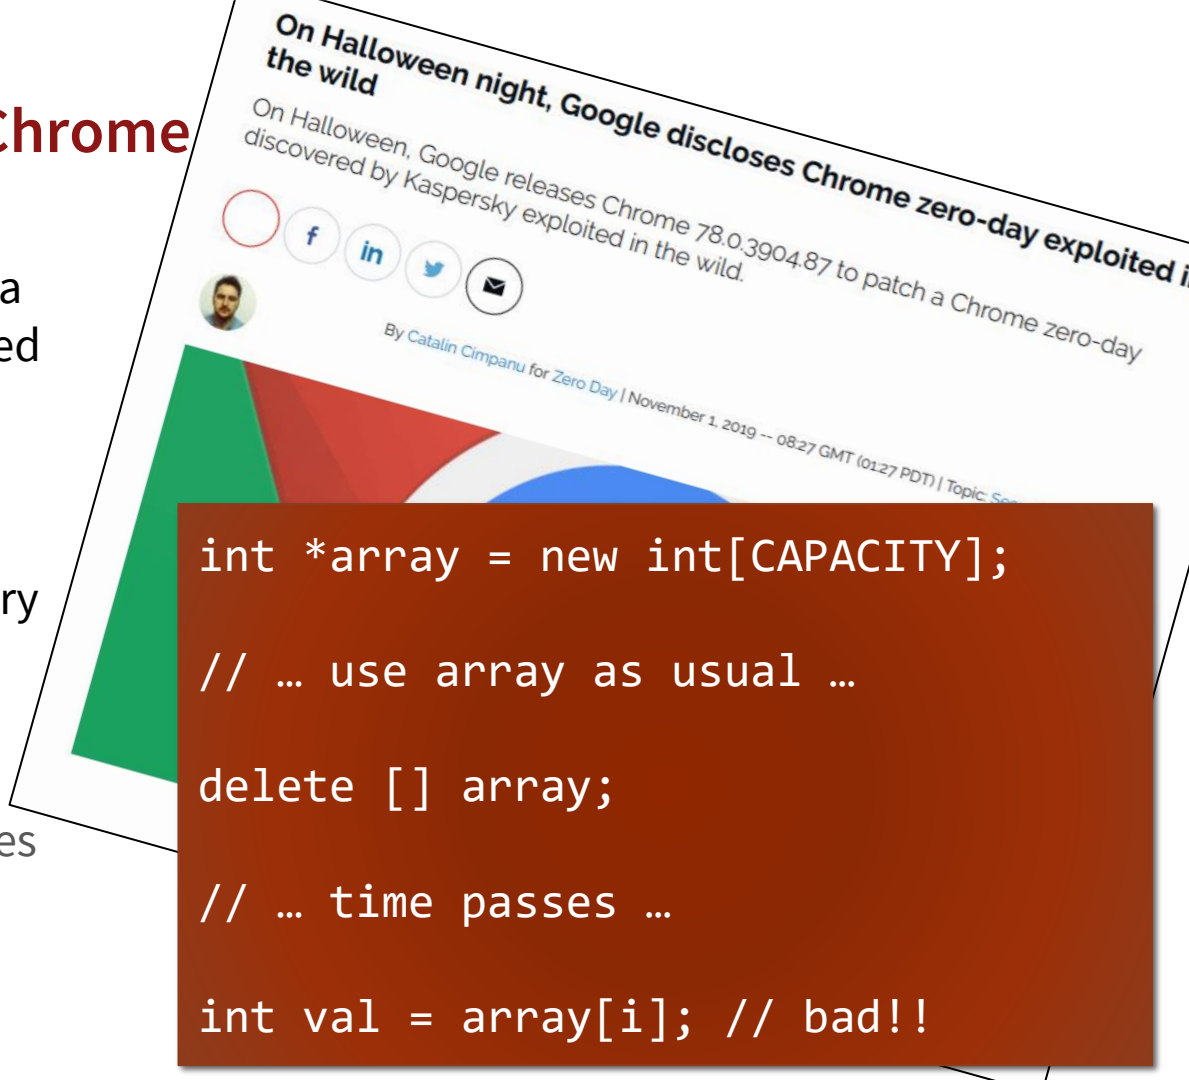 Chrome
a
ed
ry
es
On Halloween night, Google discloses Chrome zero-day exploited i
the wild
On Halloween, Google releases Chrome 78.0.3904.87 to patch a Chrome zero-day
discovered by Kaspersky exploited in the wild.
f
in
By Catalin Cimpanu for Zero Day | November 1, 2019 -- 08:27 GMT (01:27 PDT) | Topic:
int *array = new int[CAPACITY];
// … use array as usual …
delete [] array;
// … time passes …
int val = array[i]; // bad!!